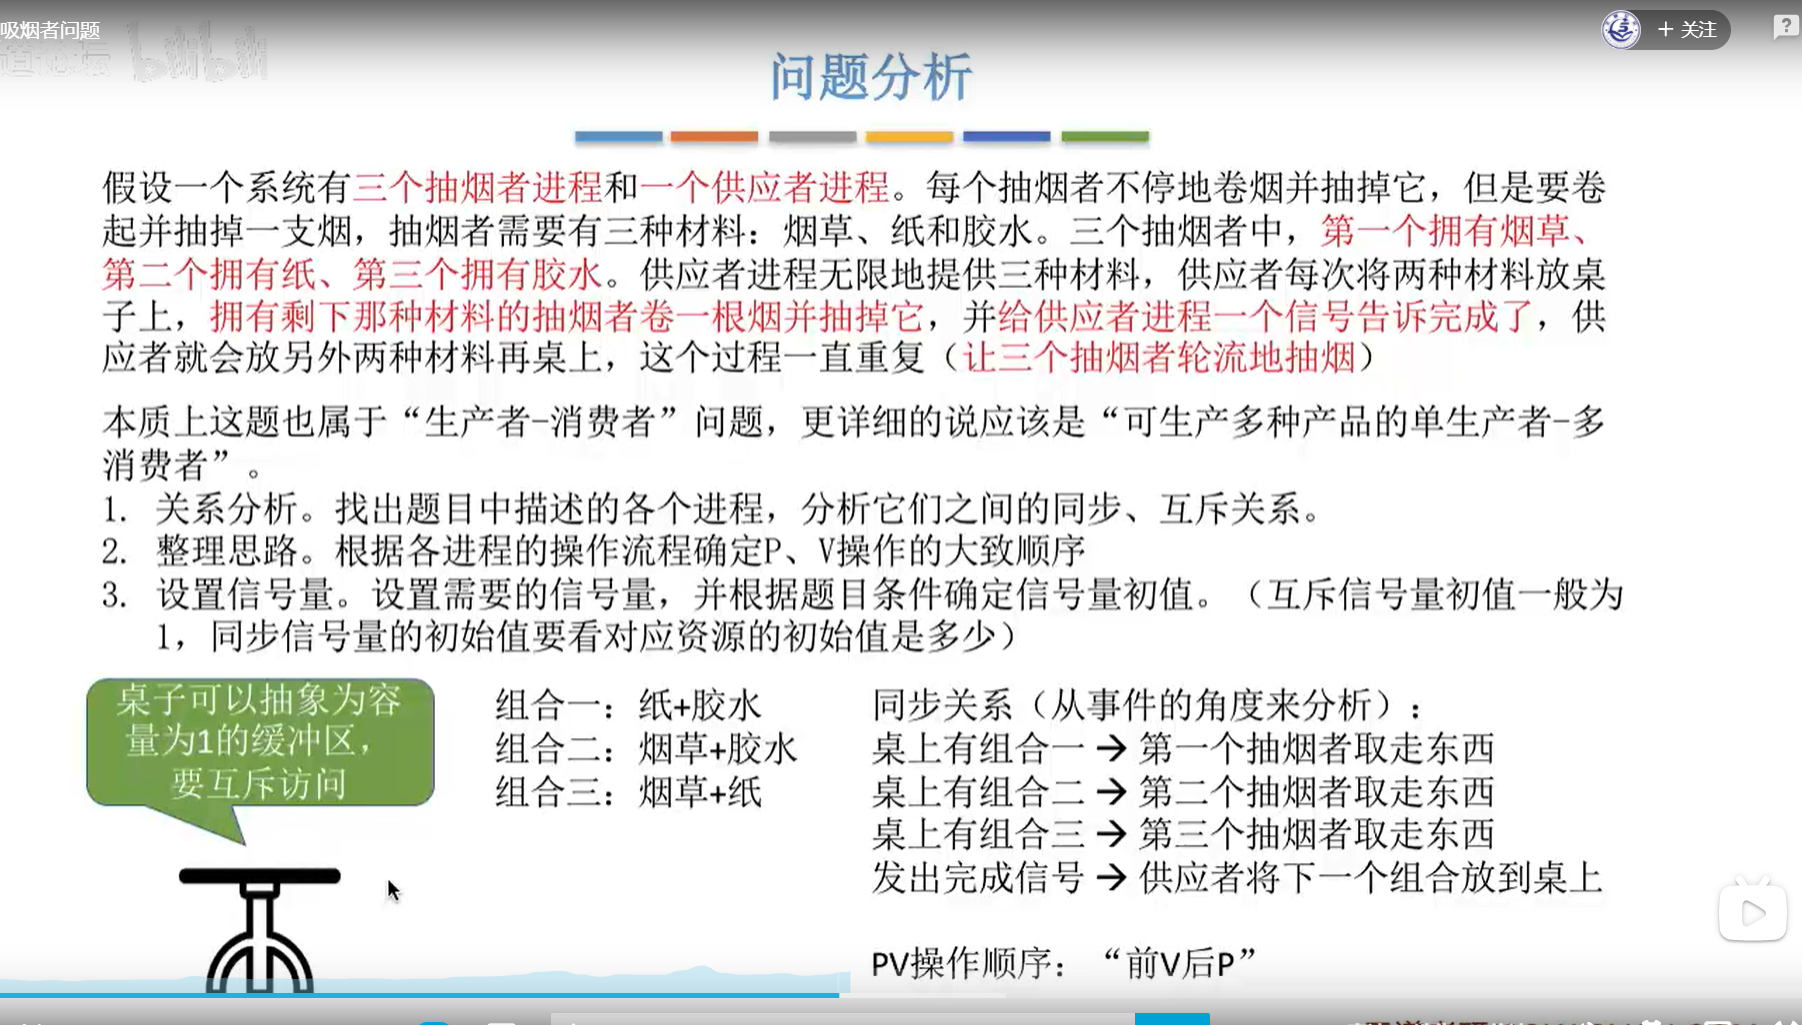 吸烟者问题
bilibili
+ 关注
?
问题分析
假设一个系统有三个抽烟者进程和一个供应者进程。每个抽烟者不停地卷烟并抽掉它，但是要卷
起并抽掉一支烟，抽烟者需要有三种材料：烟草、纸和胶水。三个抽烟者中，第一个拥有烟草、
第二个拥有纸、第三个拥有胶水。供应者进程无限地提供三种材料，供应者每次将两种材料放桌
子上，拥有剩下那种材料的抽烟者卷一根烟并抽掉它，并给供应者进程一个信号告诉完成了，供
应者就会放另外两种材料再桌上，这个过程一直重复（让三个抽烟者轮流地抽烟）
本质上这题也属于“生产者-消费者”问题，更详细的说应该是“可生产多种产品的单生产者-多
消费者”。
1. 关系分析。找出题目中描述的各个进程，分析它们之间的同步、互斥关系。
2. 整理思路。根据各进程的操作流程确定P、V操作的大致顺序
3. 设置信号量。设置需要的信号量，并根据题目条件确定信号量初值。（互斥信号量初值一般为
1，同步信号量的初始值要看对应资源的初始值是多少）
桌子可以抽象为容
量为1的缓冲区，
要互斥访问
组合一：纸+胶水
组合二：烟草+胶水
组合三：烟草+纸
同步关系（从事件的角度来分析）：
桌上有组合一 → 第一个抽烟者取走东西
桌上有组合二 → 第二个抽烟者取走东西
桌上有组合三 → 第三个抽烟者取走东西
发出完成信号 → 供应者将下一个组合放到桌上
PV操作顺序：“前V后P”